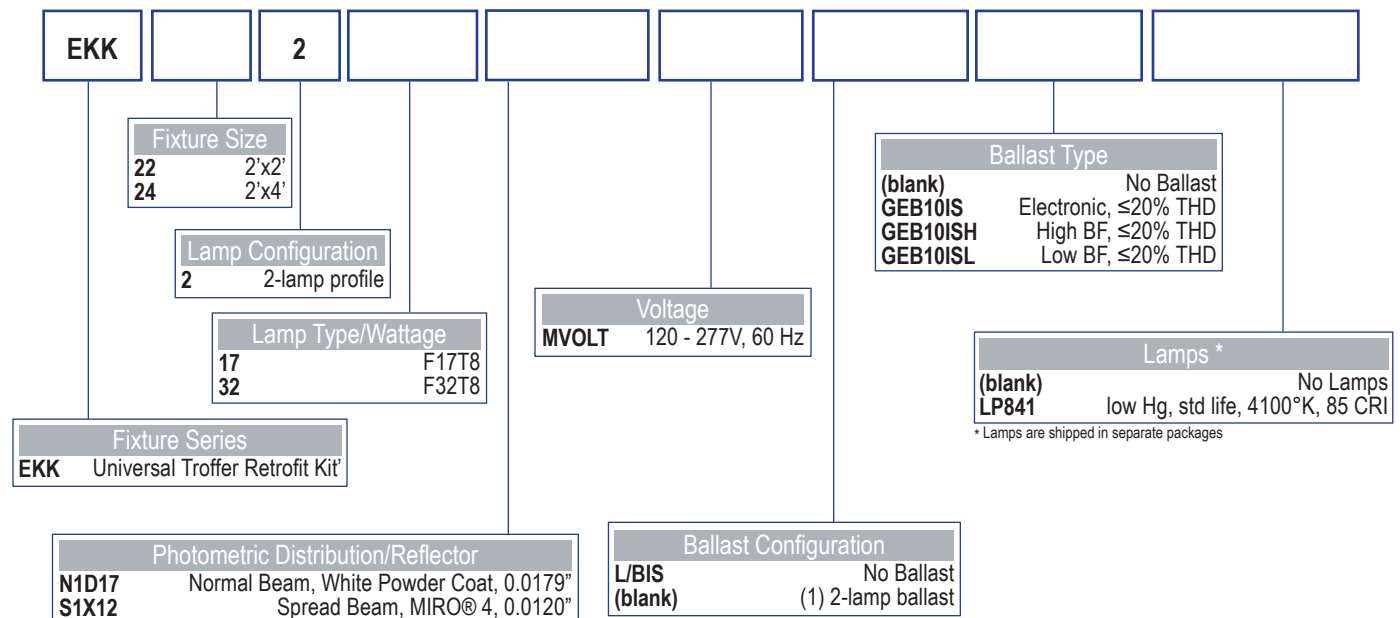 EKK 2
Fixture Size
22 2’x2’
24 2’x4’
Lamp Configuration
2 2-lamp profile
Lamp Type/Wattage
17 F17T8
32 F32T8
Fixture Series
EKK Universal Troffer Retrofit Kit’
Photometric Distribution/Reflector
N1D17 Normal Beam, White Powder Coat, 0.0179”
S1X12 Spread Beam, MIRO® 4, 0.0120”
Voltage
MVOLT 120 - 277V, 60 Hz
Ballast Configuration
L/BIS No Ballast
(blank) (1) 2-lamp ballast
Ballast Type
(blank) No Ballast
GEB10IS Electronic, ≤20% THD
GEB10ISH High BF, ≤20% THD
GEB10ISL Low BF, ≤20% THD
Lamps *
(blank) No Lamps
LP841 low Hg, std life, 4100°K, 85 CRI
* Lamps are shipped in separate packages